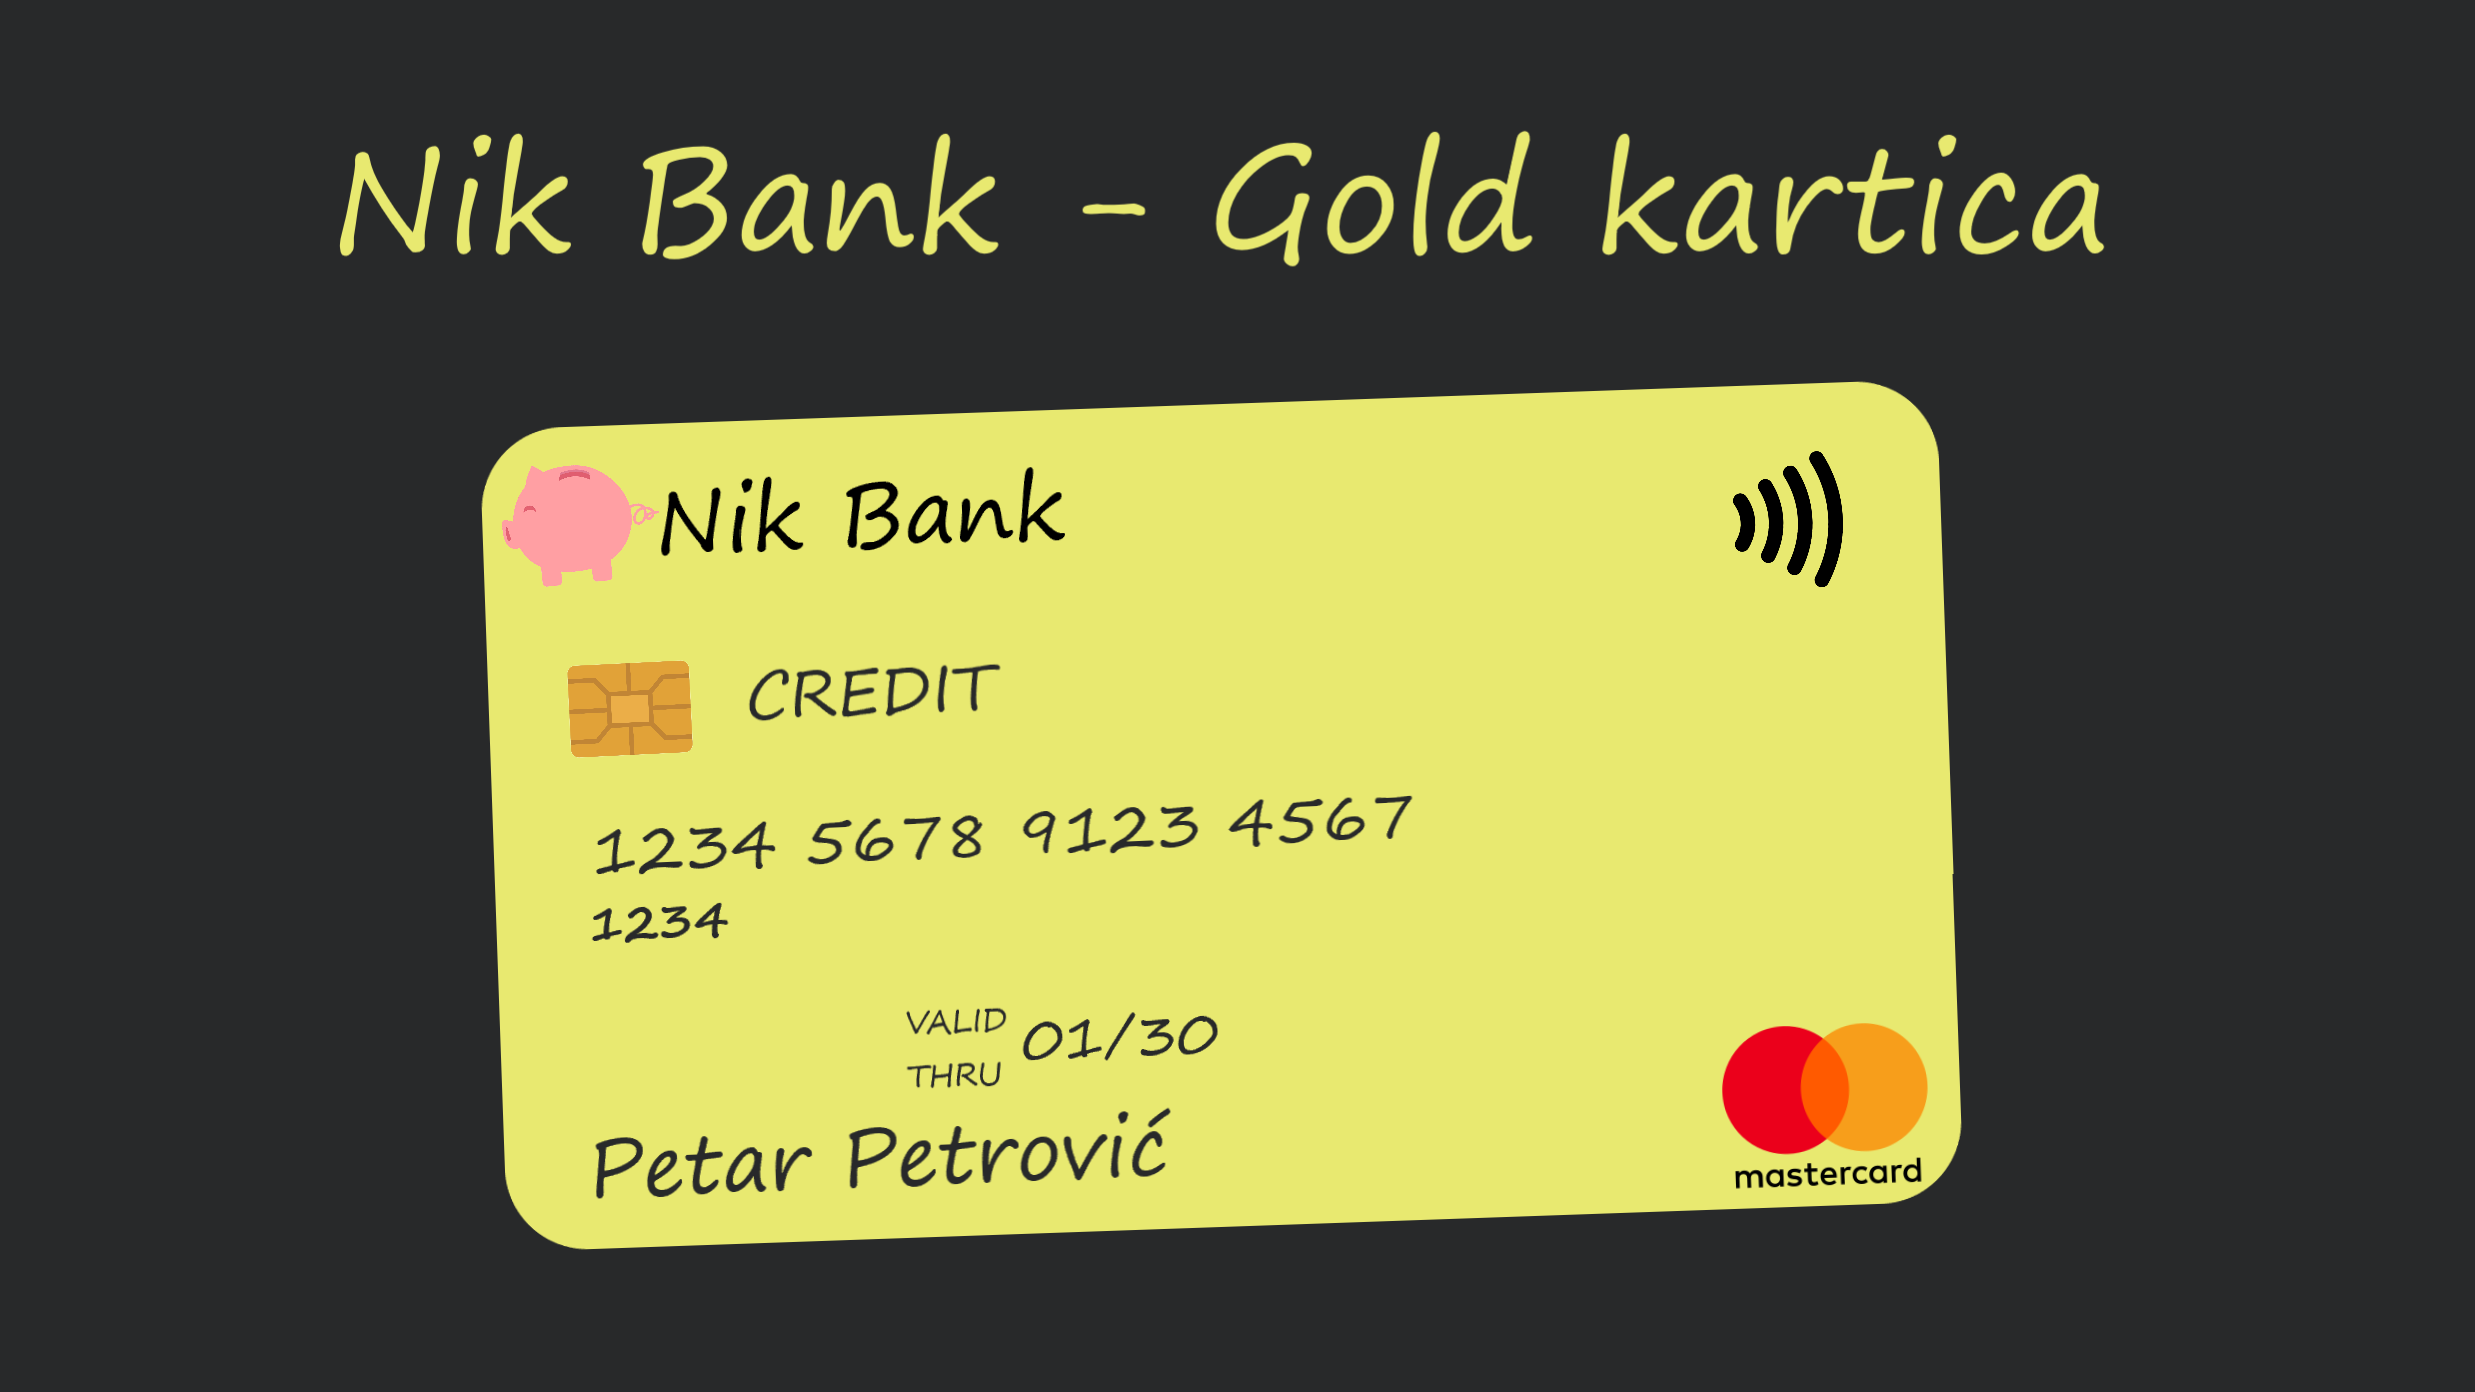 Nik Bank - Gold kartica
Nik Bank
CREDIT
1234 5678 9123 4567
1234
VALID
THRU 01/30
Petar Petrović
mastercard